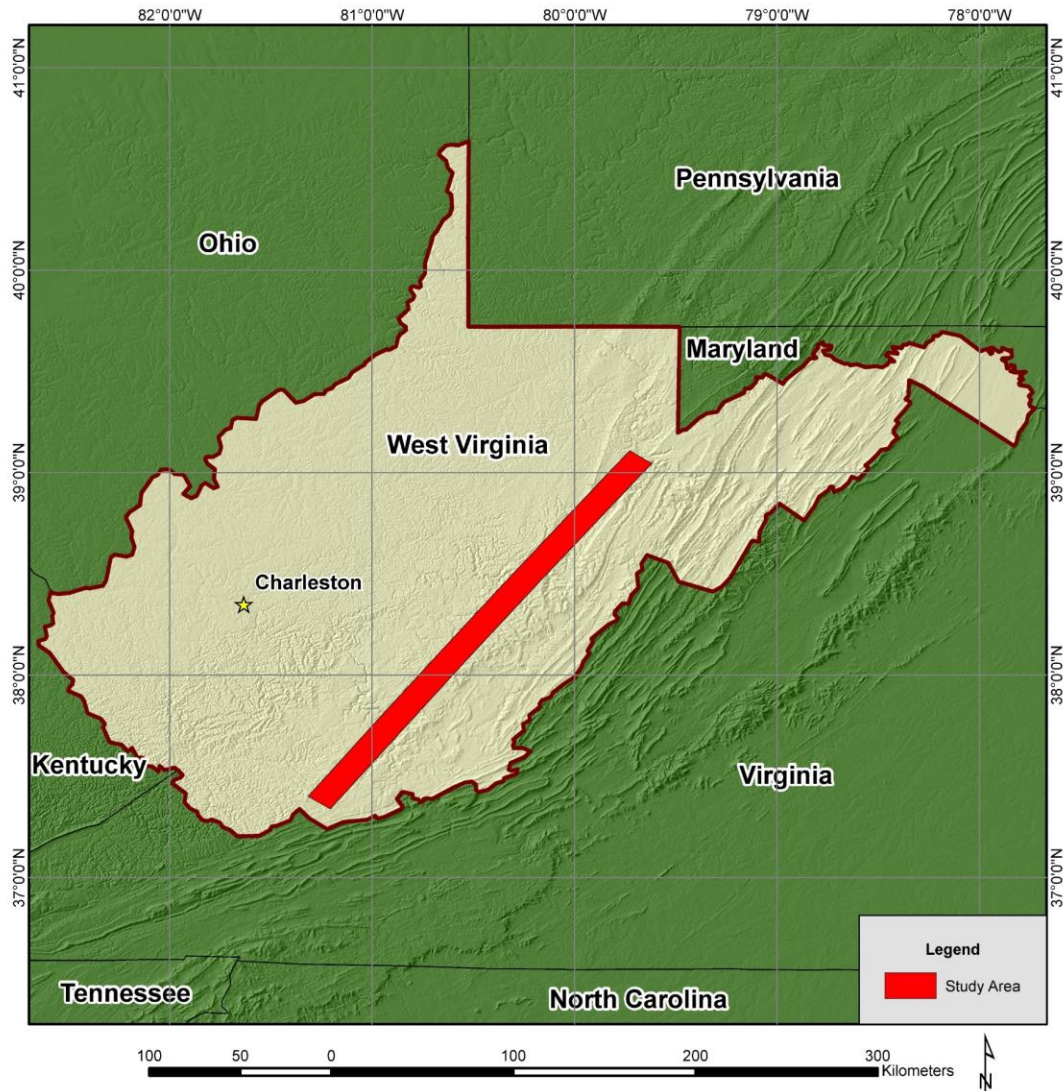 82°0'0"W 81°0'0"W 80°0'0"W 79°0'0"W 78°0'0"W
41°0'0"N 41°0'0"N
Pennsylvania
Ohio
40°0'0"N 40°0'0"N
Maryland
West Virginia
39°0'0"N 39°0'0"N
Charleston
38°0'0"N 38°0'0"N
Kentucky
Virginia
37°0'0"N 37°0'0"N
Legend
Study Area
Tennessee
North Carolina
100 50 0 100 200 300
Kilometers
N